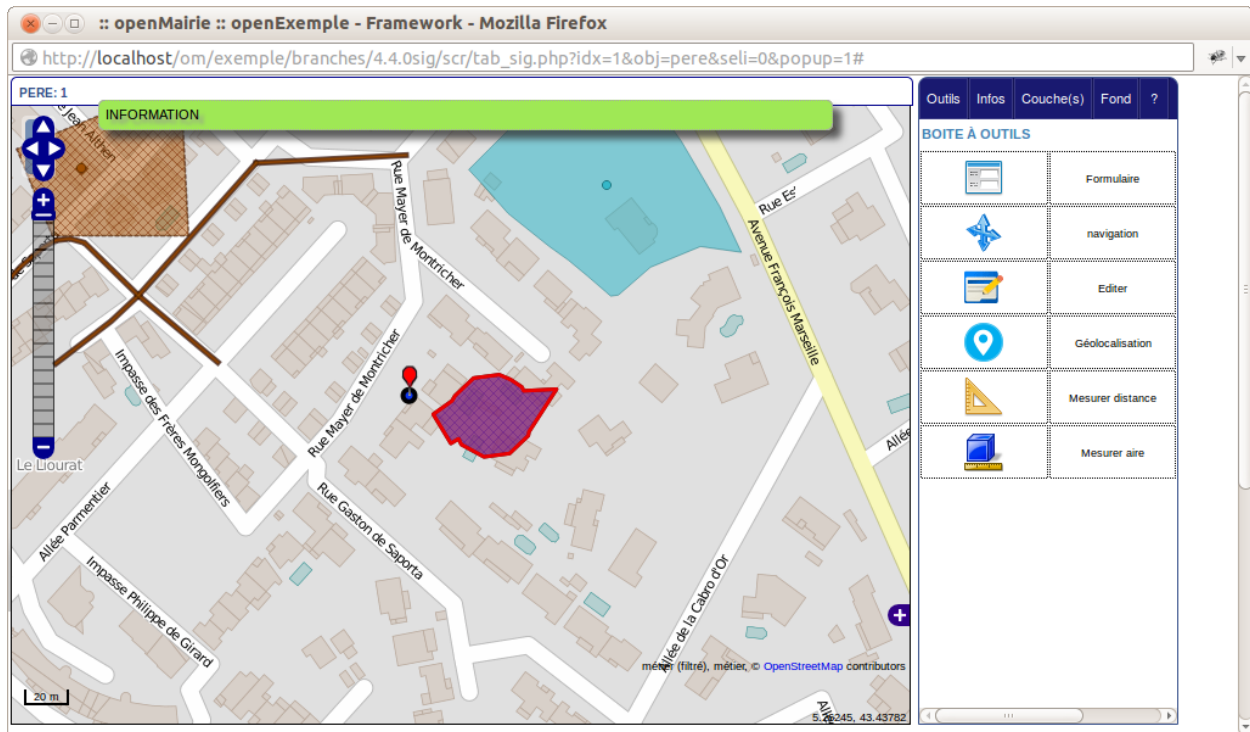 :: openMairie :: openExemple - Framework - Mozilla Firefox
http://localhost/om/exemple/branches/4.4.0sig/scr/tab_sig.php?idx=1&obj=pere&seli=0&popup=1#
PERE: 1
INFORMATION
Outils Infos Couche(s) Fond ?
BOITE À OUTILS
Formulaire
navigation
Editer
Géolocalisation
Mesurer distance
Mesurer aire
Jean Althen
Rue Mayer de Montricher
Rue
Avenue François Marseille
Impasse des Frères Mongolfiers
Rue Mayer de Montricher
Le Liourat
Allée Parmentier
Rue Gaston de Saporta
Impasse Philippe de Girard
Allée de la Cabro d'Or
métier (filtré), métier, © OpenStreetMap contributors
20 m
43.43782